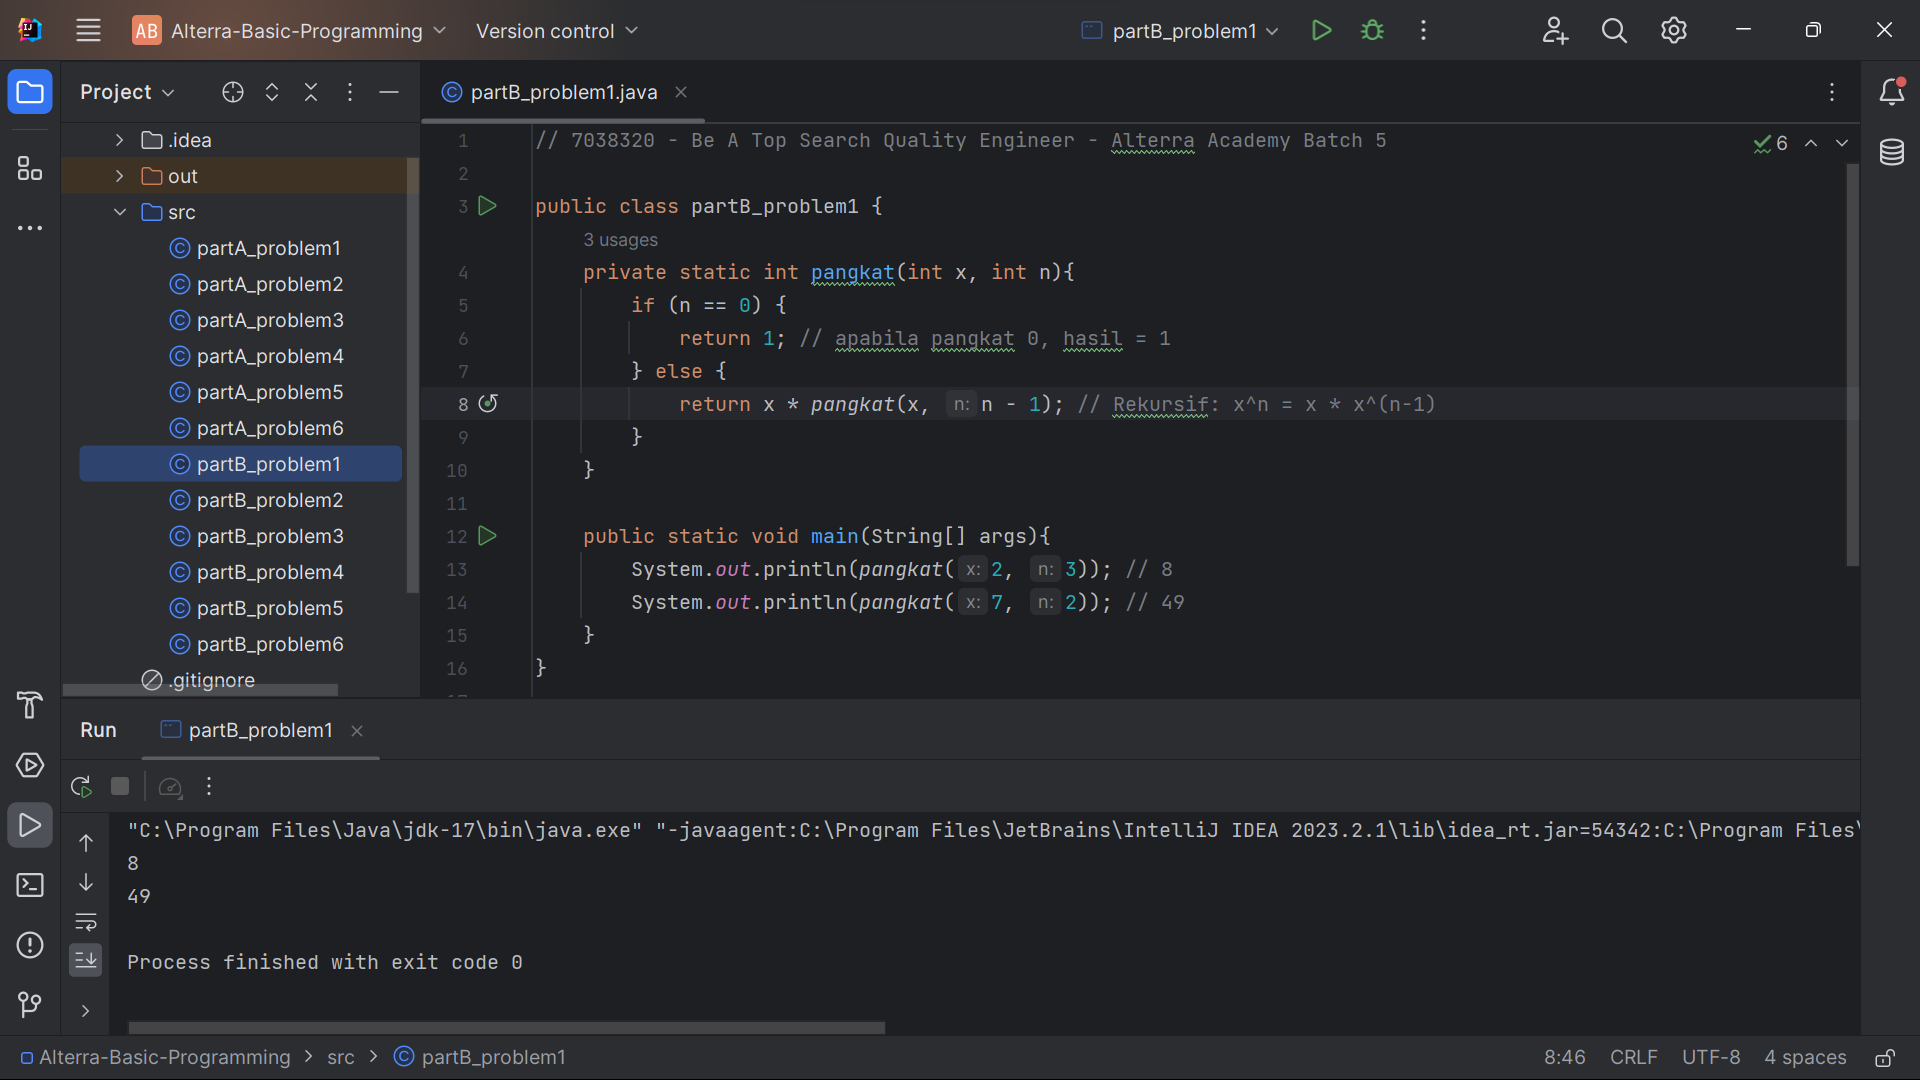 AB Alterra-Basic-Programming Version control partB_problem1
Project
partB_problem1.java
.idea
out
src
partA_problem1
partA_problem2
partA_problem3
partA_problem4
partA_problem5
partA_problem6
partB_problem1
partB_problem2
partB_problem3
partB_problem4
partB_problem5
partB_problem6
.gitignore
6
1 // 7038320 - Be A Top Search Quality Engineer - Alterra Academy Batch 5
2
3 public class partB_problem1 {
3 usages
4 private static int pangkat(int x, int n){
5 if (n == 0) {
6 return 1; // apabila pangkat 0, hasil = 1
7 } else {
8 return x * pangkat(x, n: n - 1); // Rekursif: x^n = x * x^(n-1)
9 }
10 }
11
12 public static void main(String[] args){
13 System.out.println(pangkat( x: 2, n: 3)); // 8
14 System.out.println(pangkat( x: 7, n: 2)); // 49
15 }
16 }
Run partB_problem1
"C:\Program Files\Java\jdk-17\bin\java.exe" "-javaagent:C:\Program Files\JetBrains\IntelliJ IDEA 2023.2.1\lib\idea_rt.jar=54342:C:\Program Files\
8
49
Process finished with exit code 0
Alterra-Basic-Programming > src > partB_problem1 8:46 CRLF UTF-8 4 spaces